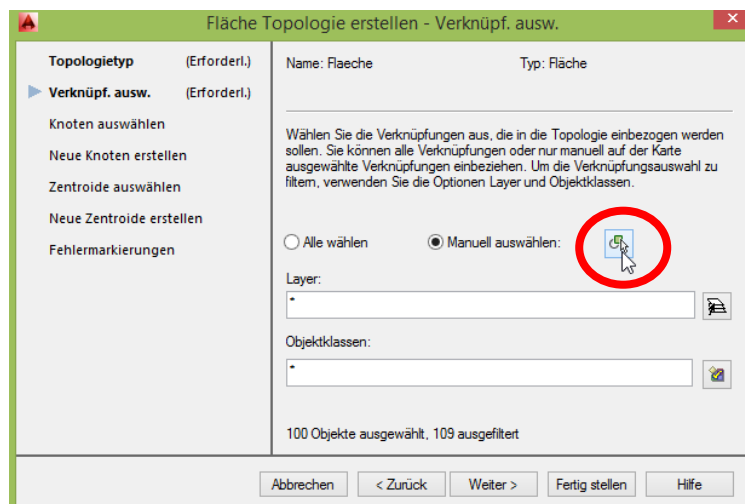 Fläche Topologie erstellen - Verknüpf. ausw.
Topologietyp (Erforderl.)
Verknüpf. ausw. (Erforderl.)
Knoten auswählen
Neue Knoten erstellen
Zentroide auswählen
Neue Zentroide erstellen
Fehlermarkierungen
Name: Flaeche Typ: Fläche
Wählen Sie die Verknüpfungen aus, die in die Topologie einbezogen werden
sollen. Sie können alle Verknüpfungen oder nur manuell auf der Karte
ausgewählte Verknüpfungen einbeziehen. Um die Verknüpfungsauswahl zu
filtern, verwenden Sie die Optionen Layer und Objektklassen.
Alle wählen Manuell auswählen:
Layer:
*
Objektklassen:
*
100 Objekte ausgewählt, 109 ausgefiltert
Abbrechen < Zurück Weiter > Fertig stellen Hilfe